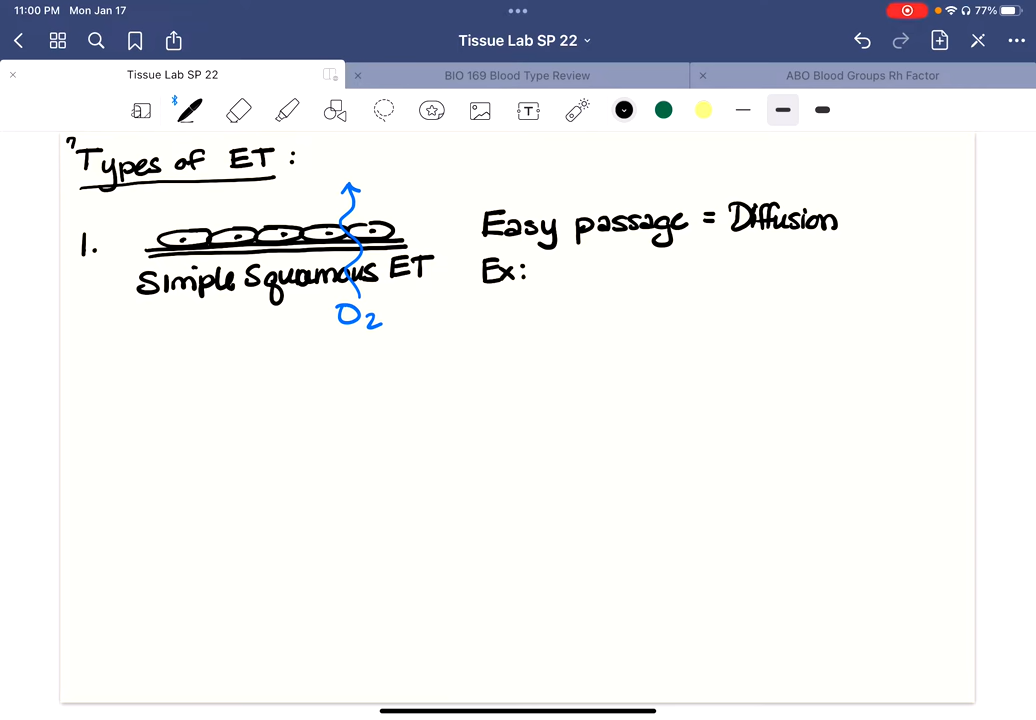 11:00 PM Mon Jan 17
77%
Tissue Lab SP 22
Tissue Lab SP 22
BIO 169 Blood Type Review
ABO Blood Groups Rh Factor
Types of ET:
1.
Simple Squamous ET
O2
Easy passage = Diffusion
Ex: